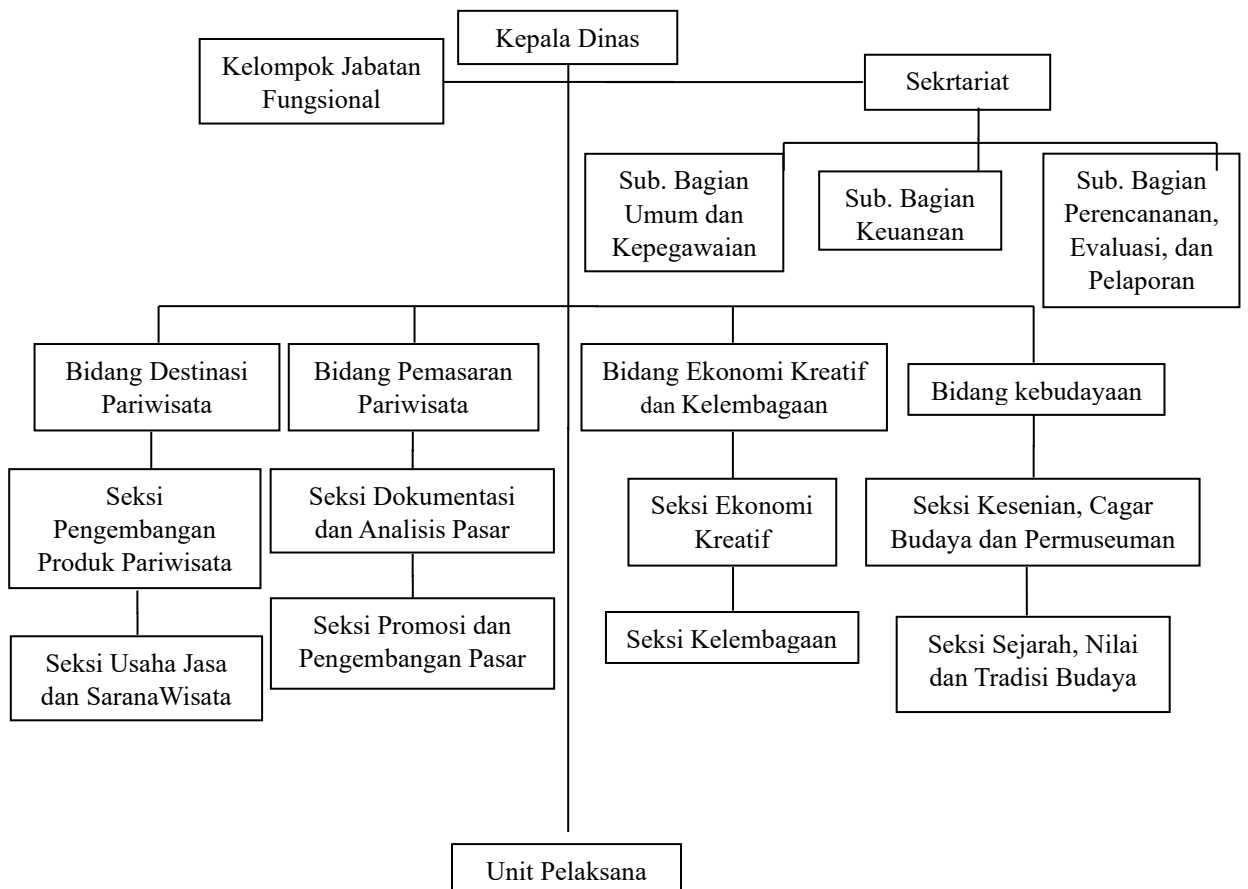 Kepala Dinas
Kelompok Jabatan
Fungsional
Sekrtariat
Sub. Bagian
Umum dan
Kepegawaian
Sub. Bagian
Keuangan
Sub. Bagian
Perencananan,
Evaluasi, dan
Pelaporan
Bidang Destinasi
Pariwisata
Bidang Pemasaran
Pariwisata
Bidang Ekonomi Kreatif
dan Kelembagaan
Bidang kebudayaan
Seksi
Pengembangan
Produk Pariwisata
Seksi Dokumentasi
dan Analisis Pasar
Seksi Ekonomi
Kreatif
Seksi Kesenian, Cagar
Budaya dan Permuseuman
Seksi Usaha Jasa
dan SaranaWisata
Seksi Promosi dan
Pengembangan Pasar
Seksi Kelembagaan
Seksi Sejarah, Nilai
dan Tradisi Budaya
Unit Pelaksana